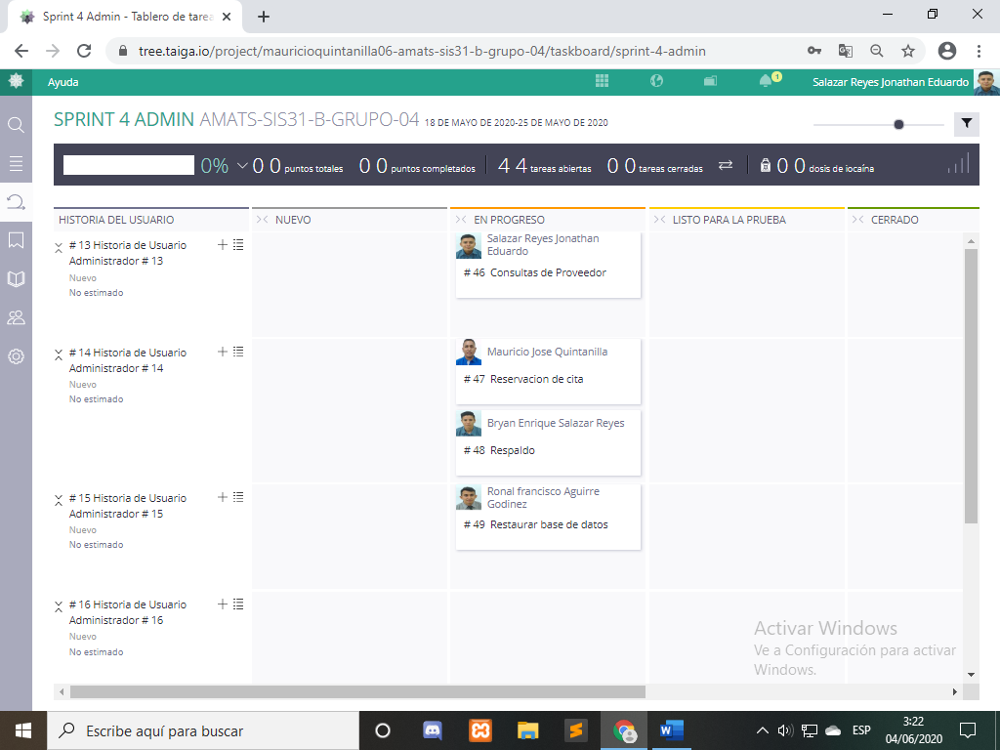 Sprint 4 Admin - Tablero de tarea
tree.taiga.io/project/mauricioquintanilla06-amats-sis31-b-grupo-04/taskboard/sprint-4-admin
Ayuda
1
Salazar Reyes Jonathan Eduardo
SPRINT 4 ADMIN AMATS-SIS31-B-GRUPO-04 18 DE MAYO DE 2020-25 DE MAYO DE 2020
0% 0 0 puntos totales 0 0 puntos completados 4 4 tareas abiertas 0 0 tareas cerradas 0 0 dosis de iocaína
HISTORIA DEL USUARIO NUEVO EN PROGRESO LISTO PARA LA PRUEBA CERRADO
# 13 Historia de Usuario
Administrador # 13
Nuevo
No estimado
Salazar Reyes Jonathan
Eduardo
# 46 Consultas de Proveedor
# 14 Historia de Usuario
Administrador # 14
Nuevo
No estimado
Mauricio Jose Quintanilla
# 47 Reservacion de cita
Bryan Enrique Salazar Reyes
# 48 Respaldo
# 15 Historia de Usuario
Administrador # 15
Nuevo
No estimado
Ronal francisco Aguirre
Godinez
# 49 Restaurar base de datos
# 16 Historia de Usuario
Administrador # 16
Nuevo
No estimado
Activar Windows
Ve a Configuración para activar
Windows.
Escribe aquí para buscar
ESP
3:22
04/06/2020